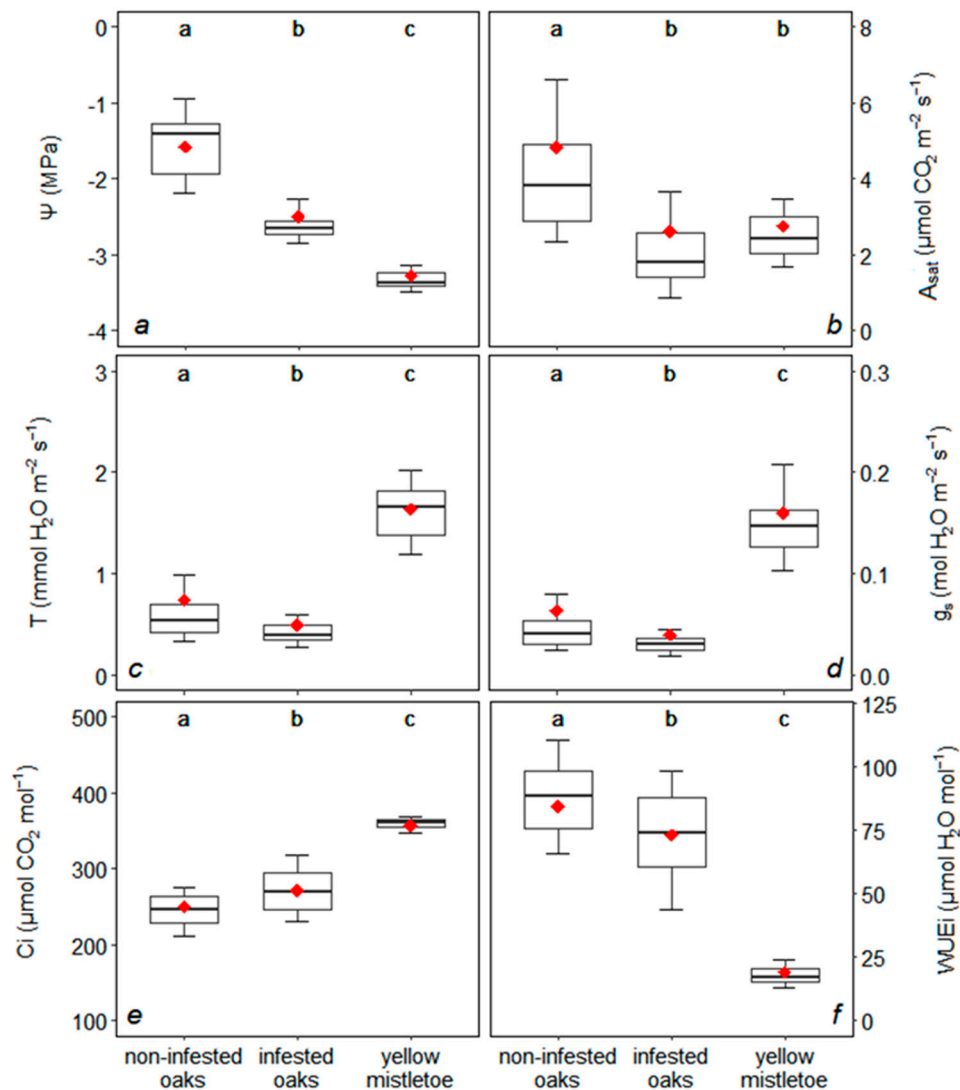 a b c
0
-1
-2
-3
-4
Ψ (MPa)
a
a b b
8
6
4
2
0
Asat (μmol CO2 m−2 s−1)
b
a b c
3
2
1
0
T (mmol H2O m−2 s−1)
c
a b c
0.3
0.2
0.1
0.0
gs (mol H2O m−2 s−1)
d
a b c
500
400
300
200
100
Ci (μmol CO2 mol−1)
e
a b c
125
100
75
50
25
0
WUEi (μmol H2O mol−1)
f
non-infested infested yellow
oaks oaks mistletoe
non-infested infested yellow
oaks oaks mistletoe